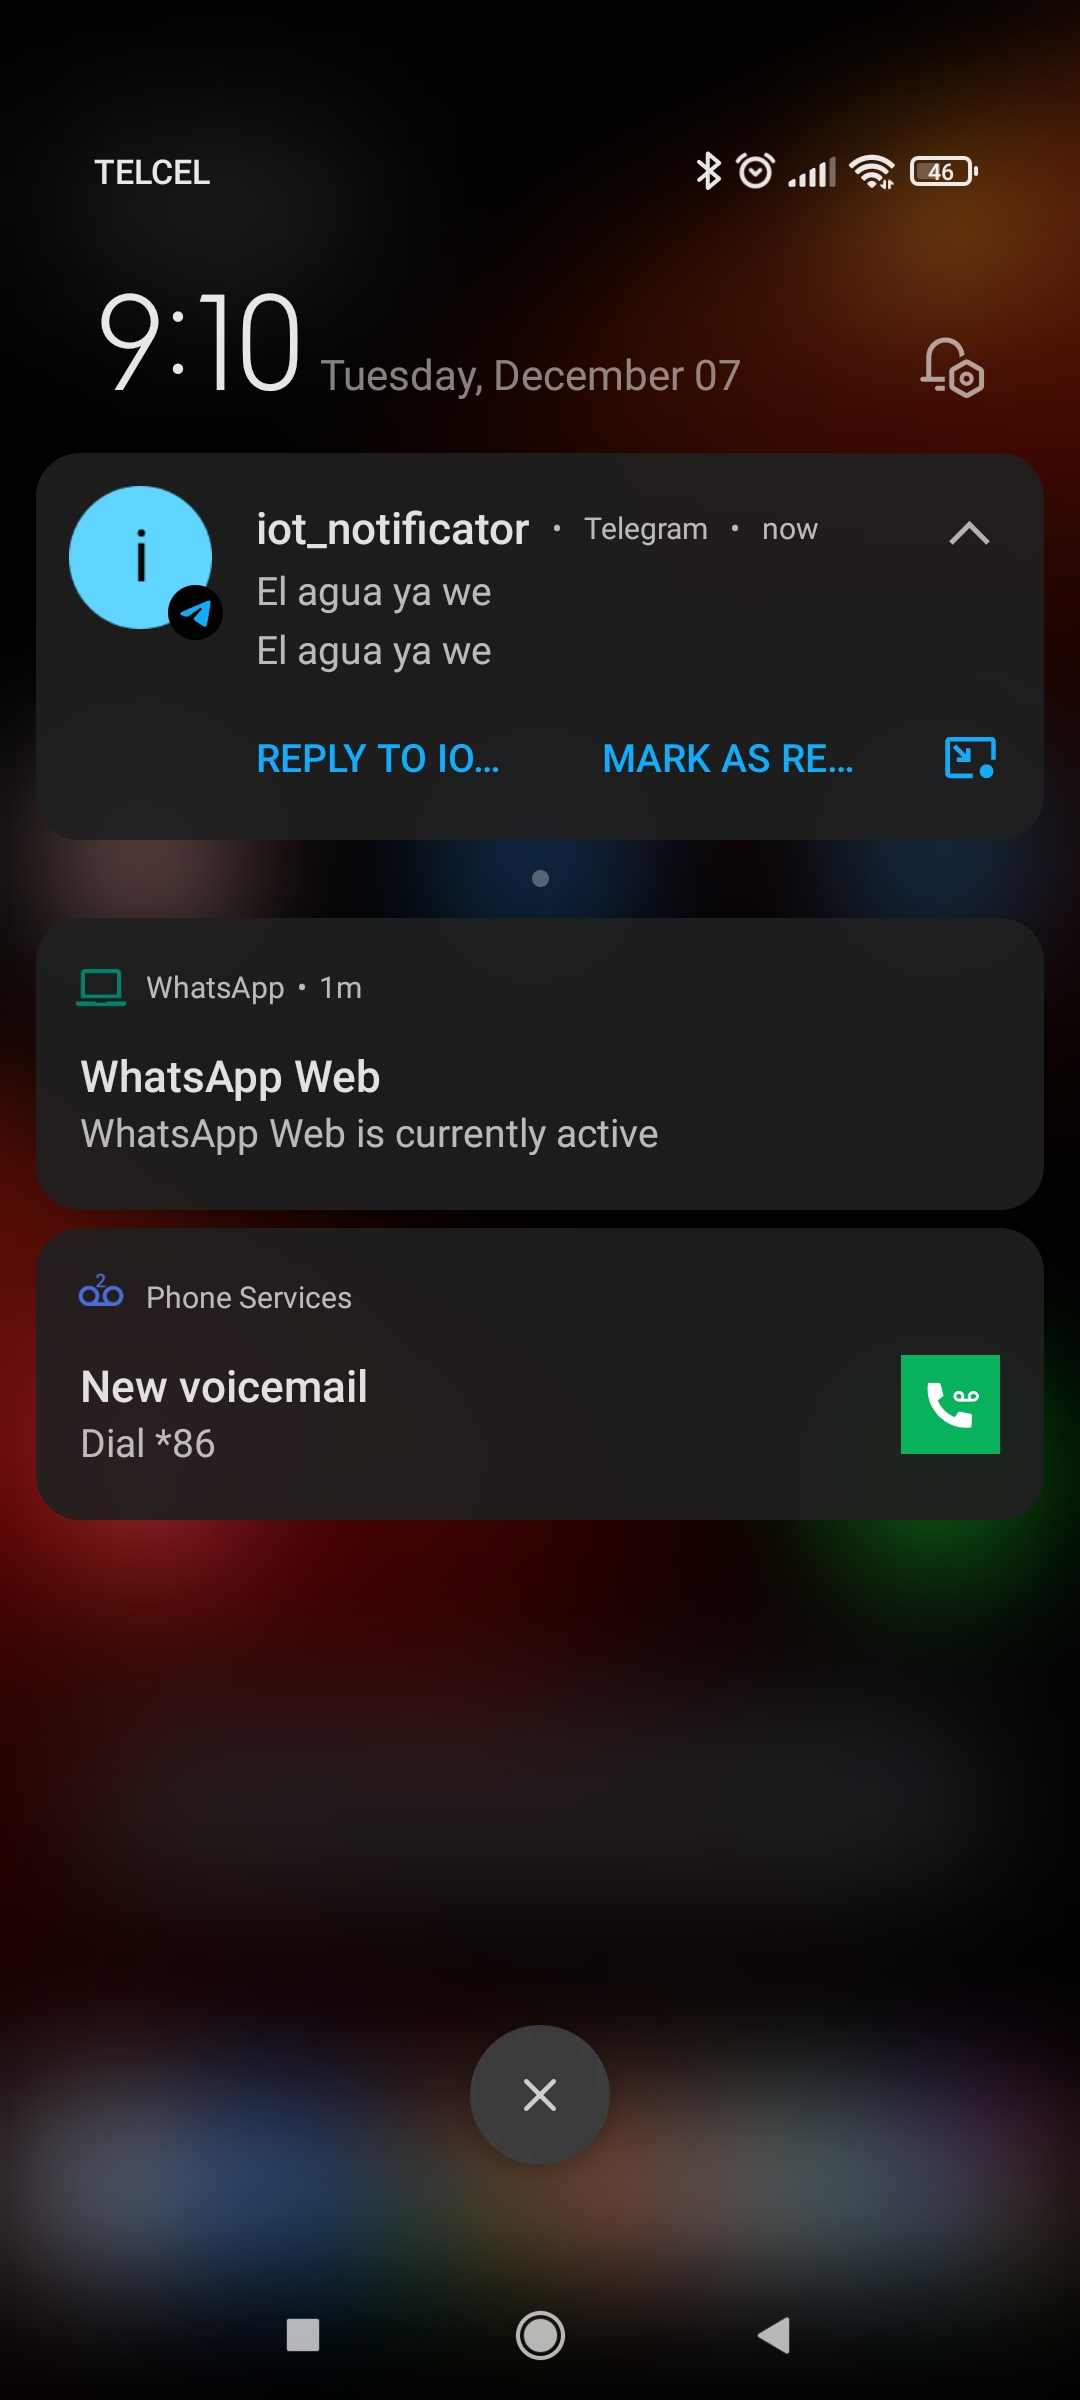 TELCEL
46
9:10 Tuesday, December 07
i
iot_notificator • Telegram • now
El agua ya we
El agua ya we
REPLY TO IO... MARK AS RE...
WhatsApp • 1m
WhatsApp Web
WhatsApp Web is currently active
2
Phone Services
New voicemail
Dial *86